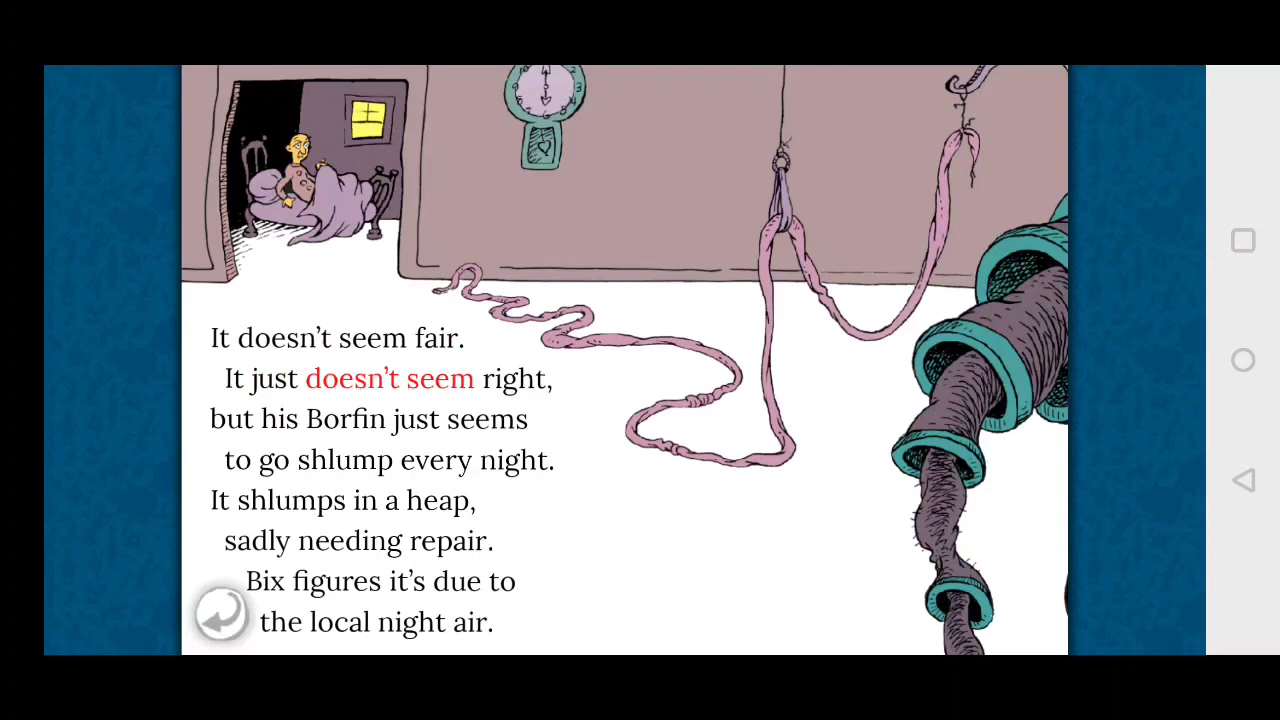 It doesn’t seem fair.
It just doesn’t seem right,
but his Borfin just seems
to go shlump every night.
It shlumps in a heap,
sadly needing repair.
Bix figures it’s due to
the local night air.